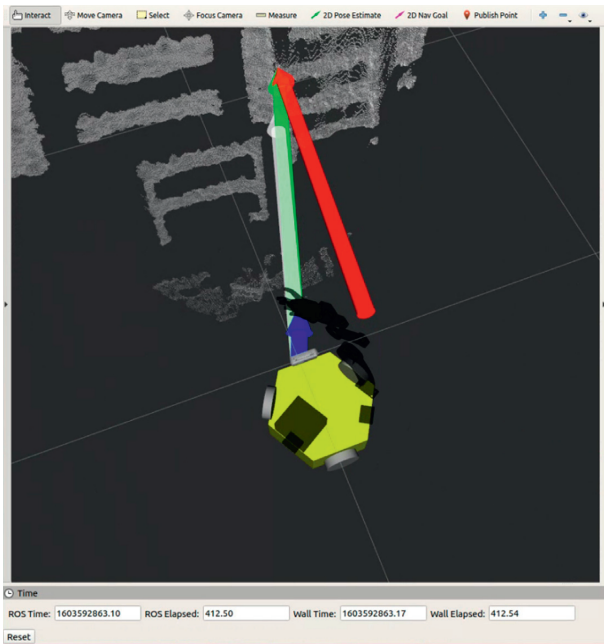 Interact Move Camera Select Focus Camera Measure 2D Pose Estimate 2D Nav Goal Publish Point
Time
ROS Time: 1603592863.10 ROS Elapsed: 412.50 Wall Time: 1603592863.17 Wall Elapsed: 412.54
Reset